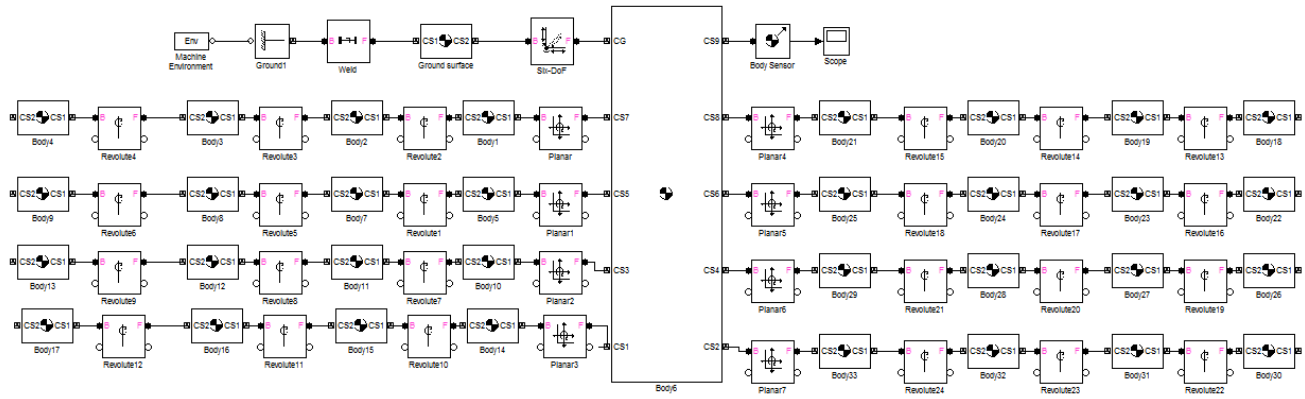 Env
Machine
Environment
Ground1
B F
Weld
CS1 CS2
Ground surface
B F
Six-DoF
CG
CS9
Body Sensor
Scope
CS2 CS1
Body4
B F
Revolute4
CS2 CS1
Body3
B F
Revolute3
CS2 CS1
Body2
B F
Revolute2
CS2 CS1
Body1
B F
Planar
CS7
CS8
B F
Planar4
CS2 CS1
Body21
B F
Revolute15
CS2 CS1
Body20
B F
Revolute14
CS2 CS1
Body19
B F
Revolute13
CS2 CS1
Body18
CS2 CS1
Body9
B F
Revolute6
CS2 CS1
Body8
B F
Revolute5
CS2 CS1
Body7
B F
Revolute1
CS2 CS1
Body5
B F
Planar1
CS5
CS6
B F
Planar5
CS2 CS1
Body25
B F
Revolute18
CS2 CS1
Body24
B F
Revolute17
CS2 CS1
Body23
B F
Revolute16
CS2 CS1
Body22
CS2 CS1
Body13
B F
Revolute9
CS2 CS1
Body12
B F
Revolute8
CS2 CS1
Body11
B F
Revolute7
CS2 CS1
Body10
B F
Planar2
CS3
CS4
B F
Planar6
CS2 CS1
Body29
B F
Revolute21
CS2 CS1
Body28
B F
Revolute20
CS2 CS1
Body27
B F
Revolute19
CS2 CS1
Body26
CS2 CS1
Body17
B F
Revolute12
CS2 CS1
Body16
B F
Revolute11
CS2 CS1
Body15
B F
Revolute10
CS2 CS1
Body14
B F
Planar3
CS1
CS2
B F
Planar7
CS2 CS1
Body33
B F
Revolute24
CS2 CS1
Body32
B F
Revolute23
CS2 CS1
Body31
B F
Revolute22
CS2 CS1
Body30
Body6